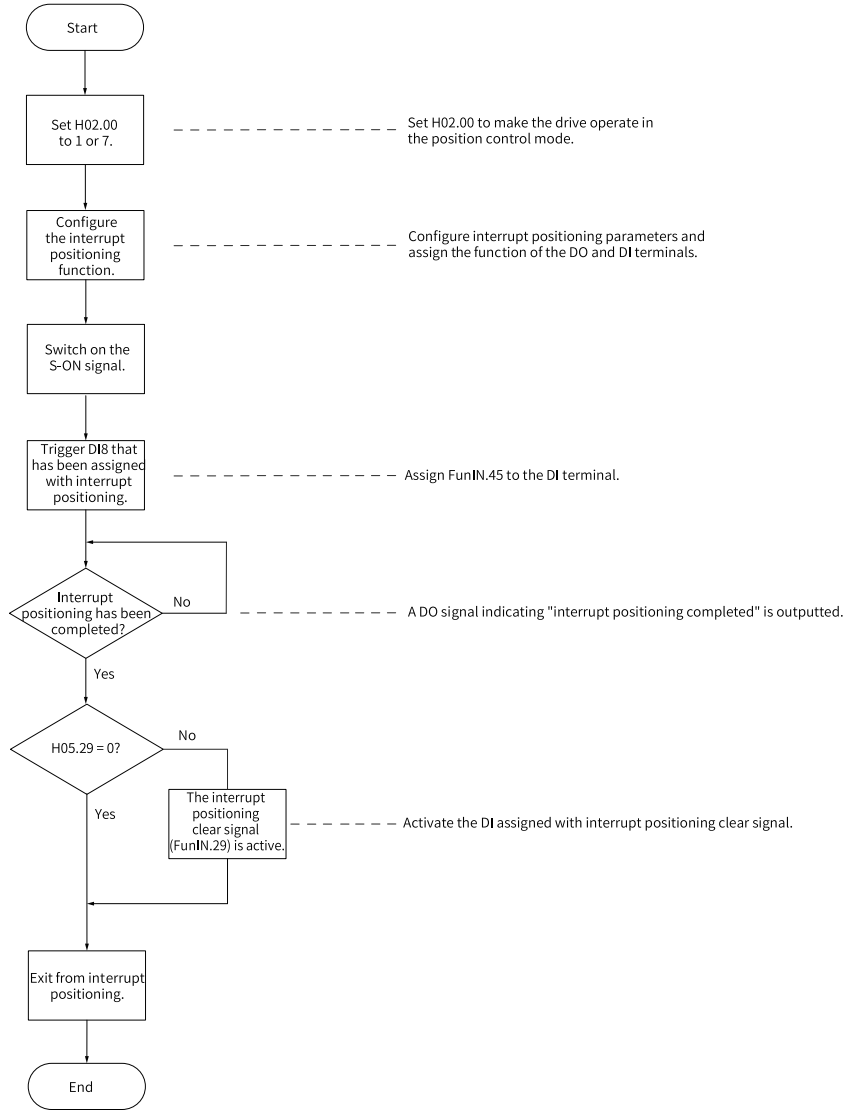 Start
Set H02.00
to 1 or 7.
Set H02.00 to make the drive operate in
the position control mode.
Configure
the interrupt
positioning
function.
Configure interrupt positioning parameters and
assign the function of the DO and DI terminals.
Switch on the
S-ON signal.
Trigger DI8 that
has been assigned
with interrupt
positioning.
Assign FunIN.45 to the DI terminal.
Interrupt
positioning has been
completed?
No
A DO signal indicating "interrupt positioning completed" is outputted.
Yes
H05.29 = 0?
No
The interrupt
positioning
clear signal
(FunIN.29) is active.
Yes
Activate the DI assigned with interrupt positioning clear signal.
Exit from interrupt
positioning.
End